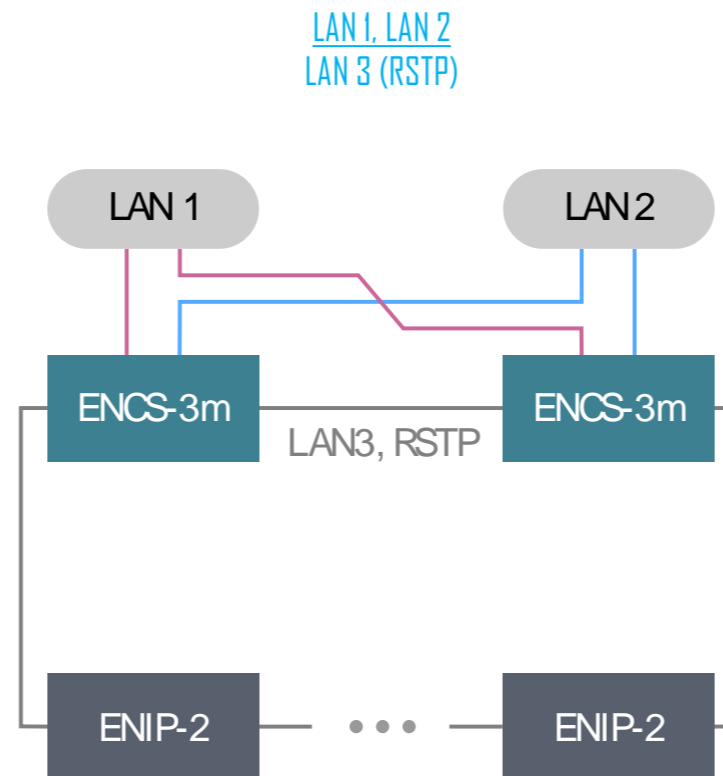 LAN 1, LAN 2
LAN 3 (RSTP)
LAN 1
LAN 2
ENCS-3m
ENCS-3m
LAN3, RSTP
ENIP-2
ENIP-2